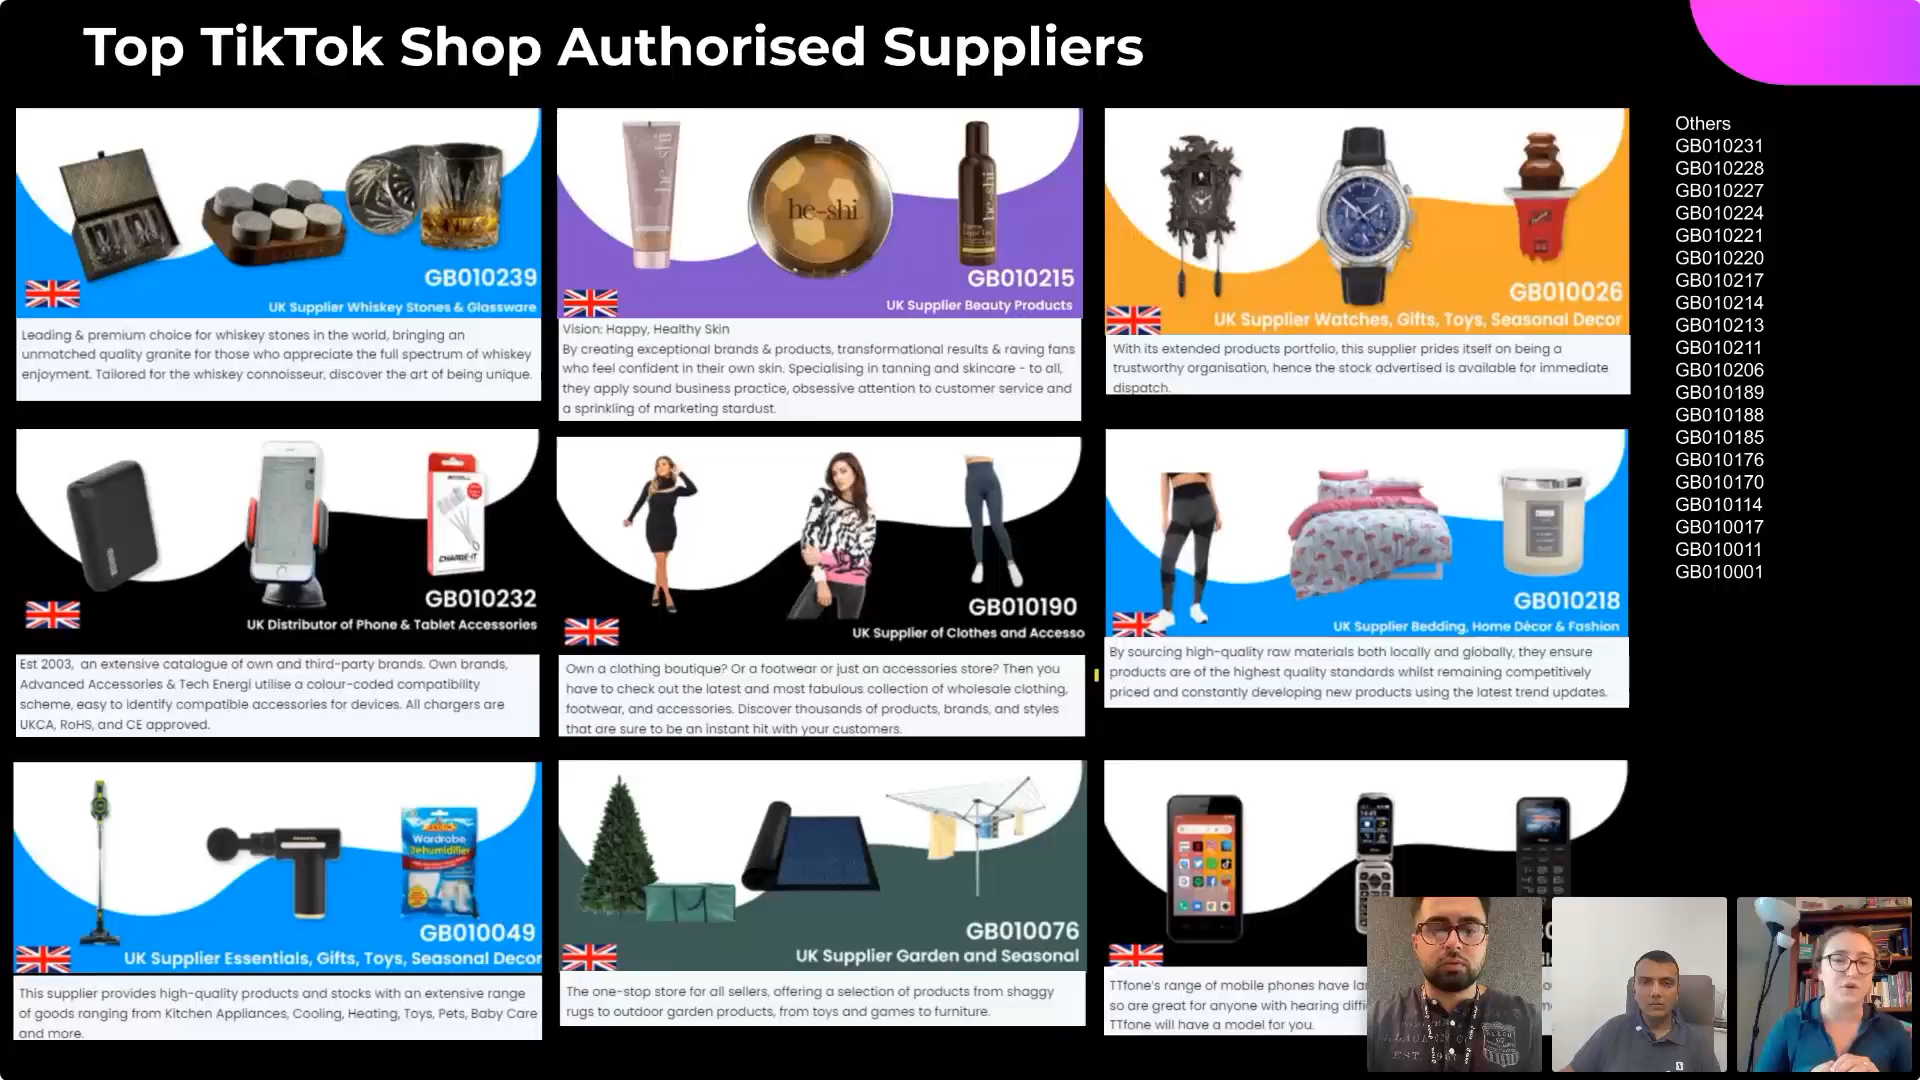 Top TikTok Shop Authorised Suppliers
GB010239
UK Supplier Whiskey Stones & Glassware
Leading & premium choice for whiskey stones in the world, bringing an
unmatched quality granite for those who appreciate the full spectrum of whiskey
enjoyment. Tailored for the whiskey connoisseur, discover the art of being unique.
he-shi
he-shi
he-shi
GB010215
UK Supplier Beauty Products
Vision: Happy, Healthy Skin
By creating exceptional brands & products, transformational results & raving fans
who feel confident in their own skin. Specialising in tanning and skincare - to all,
they apply sound business practice, obsessive attention to customer service and
a sprinkling of marketing stardust.
GB010026
UK Supplier Watches, Gifts, Toys, Seasonal Decor
With its extended products portfolio, this supplier prides itself on being a
trustworthy organisation, hence the stock advertised is available for immediate
dispatch.
Others
GB010231
GB010228
GB010227
GB010224
GB010221
GB010220
GB010217
GB010214
GB010213
GB010211
GB010206
GB010189
GB010188
GB010185
GB010176
GB010170
GB010114
GB010017
GB010011
GB010001
CHARGE-IT
GB010232
UK Distributor of Phone & Tablet Accessories
Est 2003, an extensive catalogue of own and third-party brands. Own brands,
Advanced Accessories & Tech Energi utilise a colour-coded compatibility
scheme, easy to identify compatible accessories for devices. All chargers are
UKCA, RoHS, and CE approved.
GB010190
UK Supplier of Clothes and Accesso
Own a clothing boutique? Or a footwear or just an accessories store? Then you
have to check out the latest and most fabulous collection of wholesale clothing,
footwear, and accessories. Discover thousands of products, brands, and styles
that are sure to be an instant hit with your customers.
GB010218
UK Supplier Bedding, Home Dècor & Fashion
By sourcing high-quality raw materials both locally and globally, they ensure
products are of the highest quality standards whilst remaining competitively
priced and constantly developing new products using the latest trend updates.
Wardrobe
Dehumidifier
GB010049
UK Supplier Essentials, Gifts, Toys, Seasonal Decor
This supplier provides high-quality products and stocks with an extensive range
of goods ranging from Kitchen Appliances, Cooling, Heating, Toys, Pets, Baby Care
and more.
GB010076
UK Supplier Garden and Seasonal
The one-stop store for all sellers, offering a selection of products from shaggy
rugs to outdoor garden products, from toys and games to furniture.
TTfone's range of mobile phones have
so are great for anyone with hearing
TTfone will have a model for you.